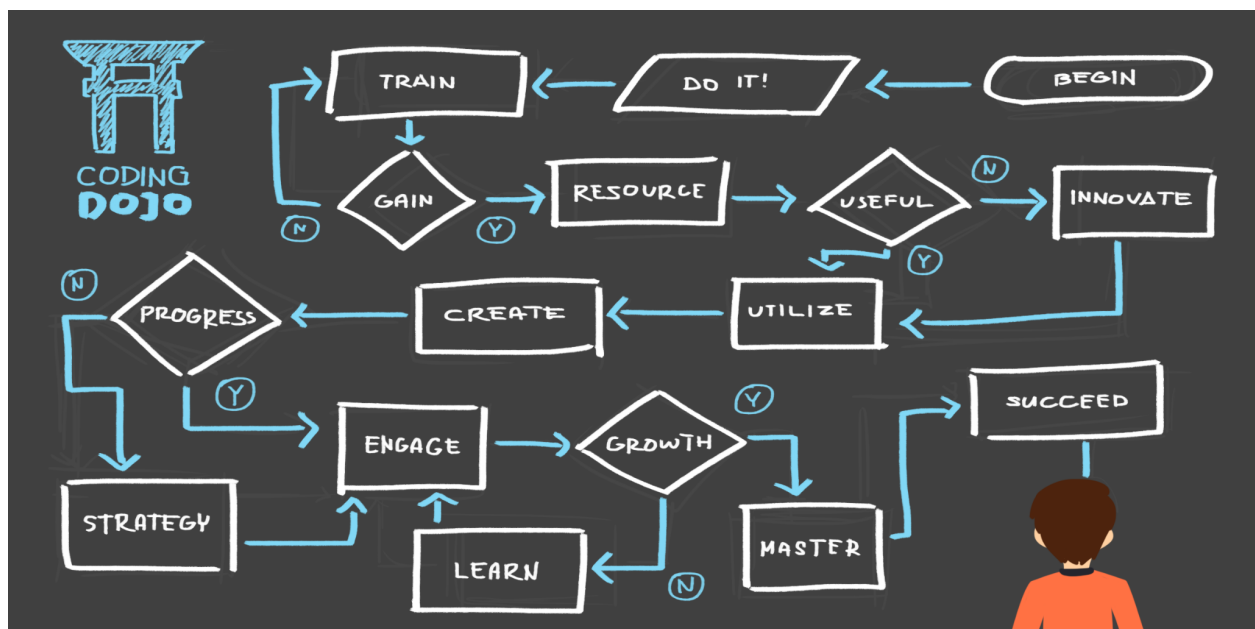 CODING
DOJO
BEGIN
DO IT!
TRAIN
GAIN
N
Y
RESOURCE
USEFUL
N
Y
INNOVATE
UTILIZE
CREATE
PROGRESS
N
Y
STRATEGY
ENGAGE
GROWTH
Y
N
LEARN
MASTER
SUCCEED